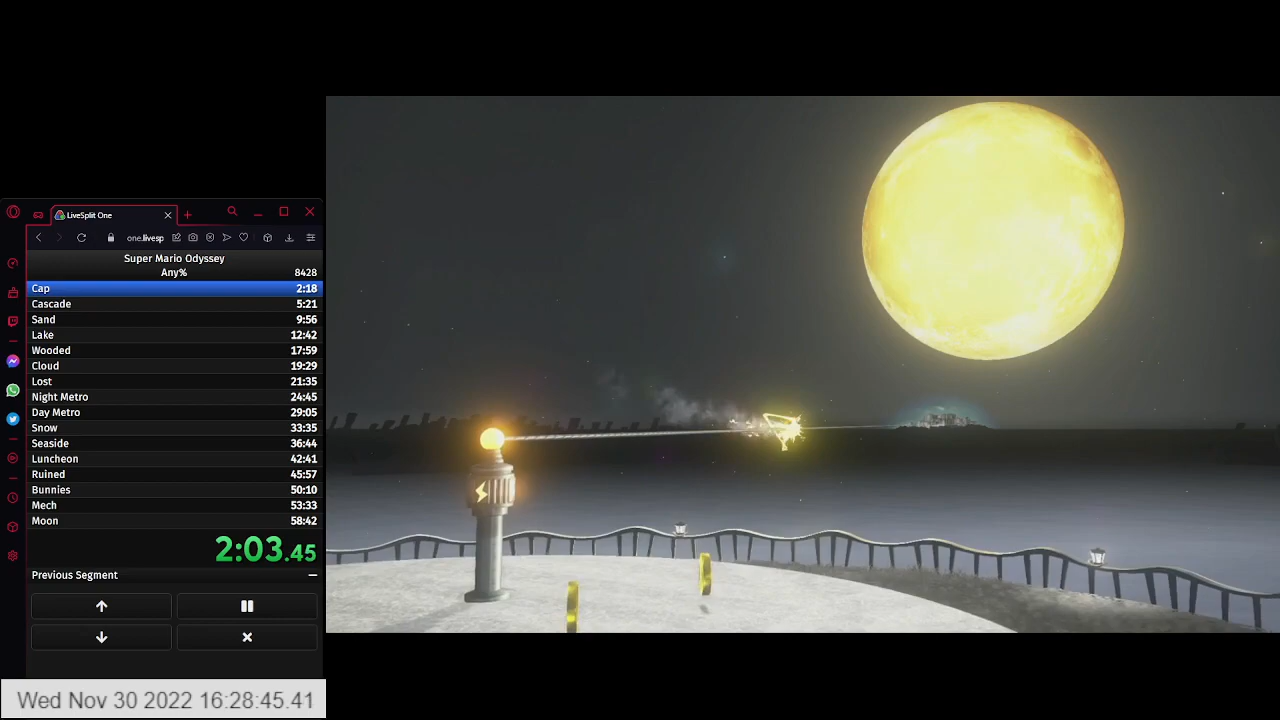 LiveSplit One
one.livesp
Super Mario Odyssey
Any% 8428
Cap 2:18
Cascade 5:21
Sand 9:56
Lake 12:42
Wooded 17:59
Cloud 19:29
Lost 21:35
Night Metro 24:45
Day Metro 29:05
Snow 33:35
Seaside 36:44
Luncheon 42:41
Ruined 45:57
Bunnies 50:10
Mech 53:33
Moon 58:42
2:03.45
Previous Segment —
Wed Nov 30 2022 16:28:45.41